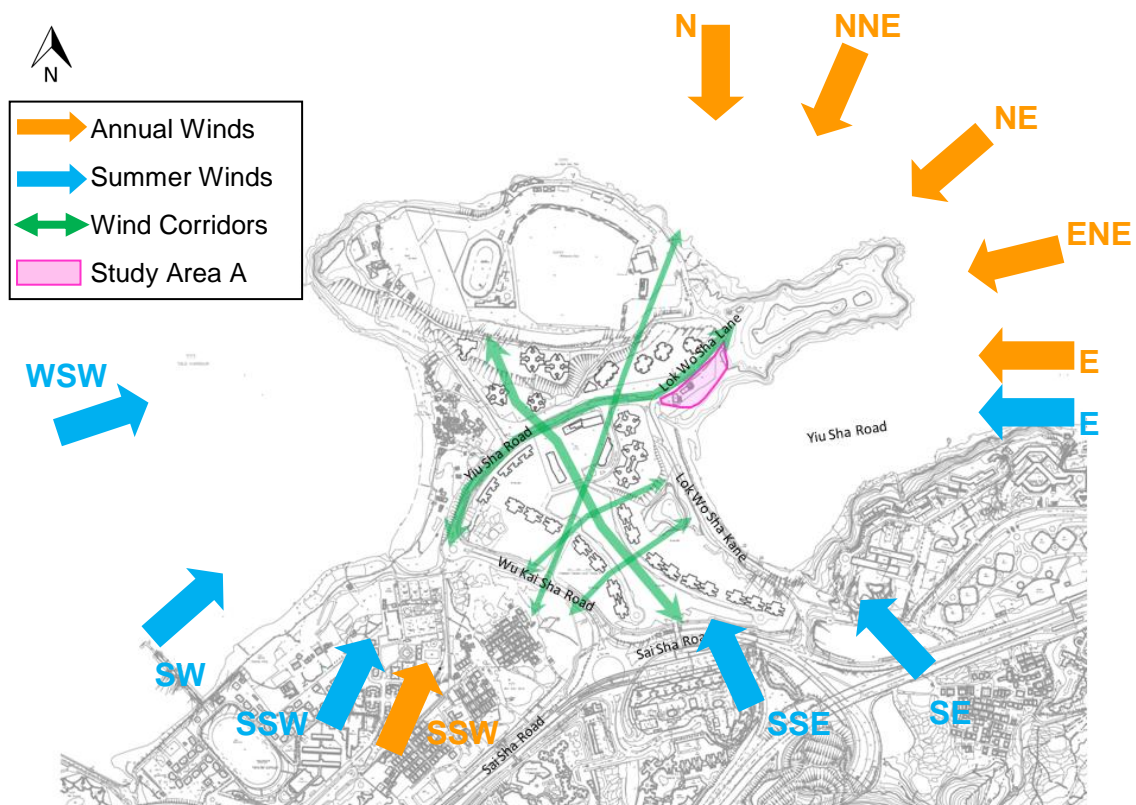 N
NNE
N
NE
Annual Winds
Summer Winds
Wind Corridors
Study Area A
ENE
Lok Wo Sha Lane
WSW
E
E
Yiu Sha Road
Yiu Sha Road
Lok Wo Sha Kane
Wu Kai Sha Road
Sai Sha Road
SW
SSW
SSW
SSE
SE
Sai Sha Road